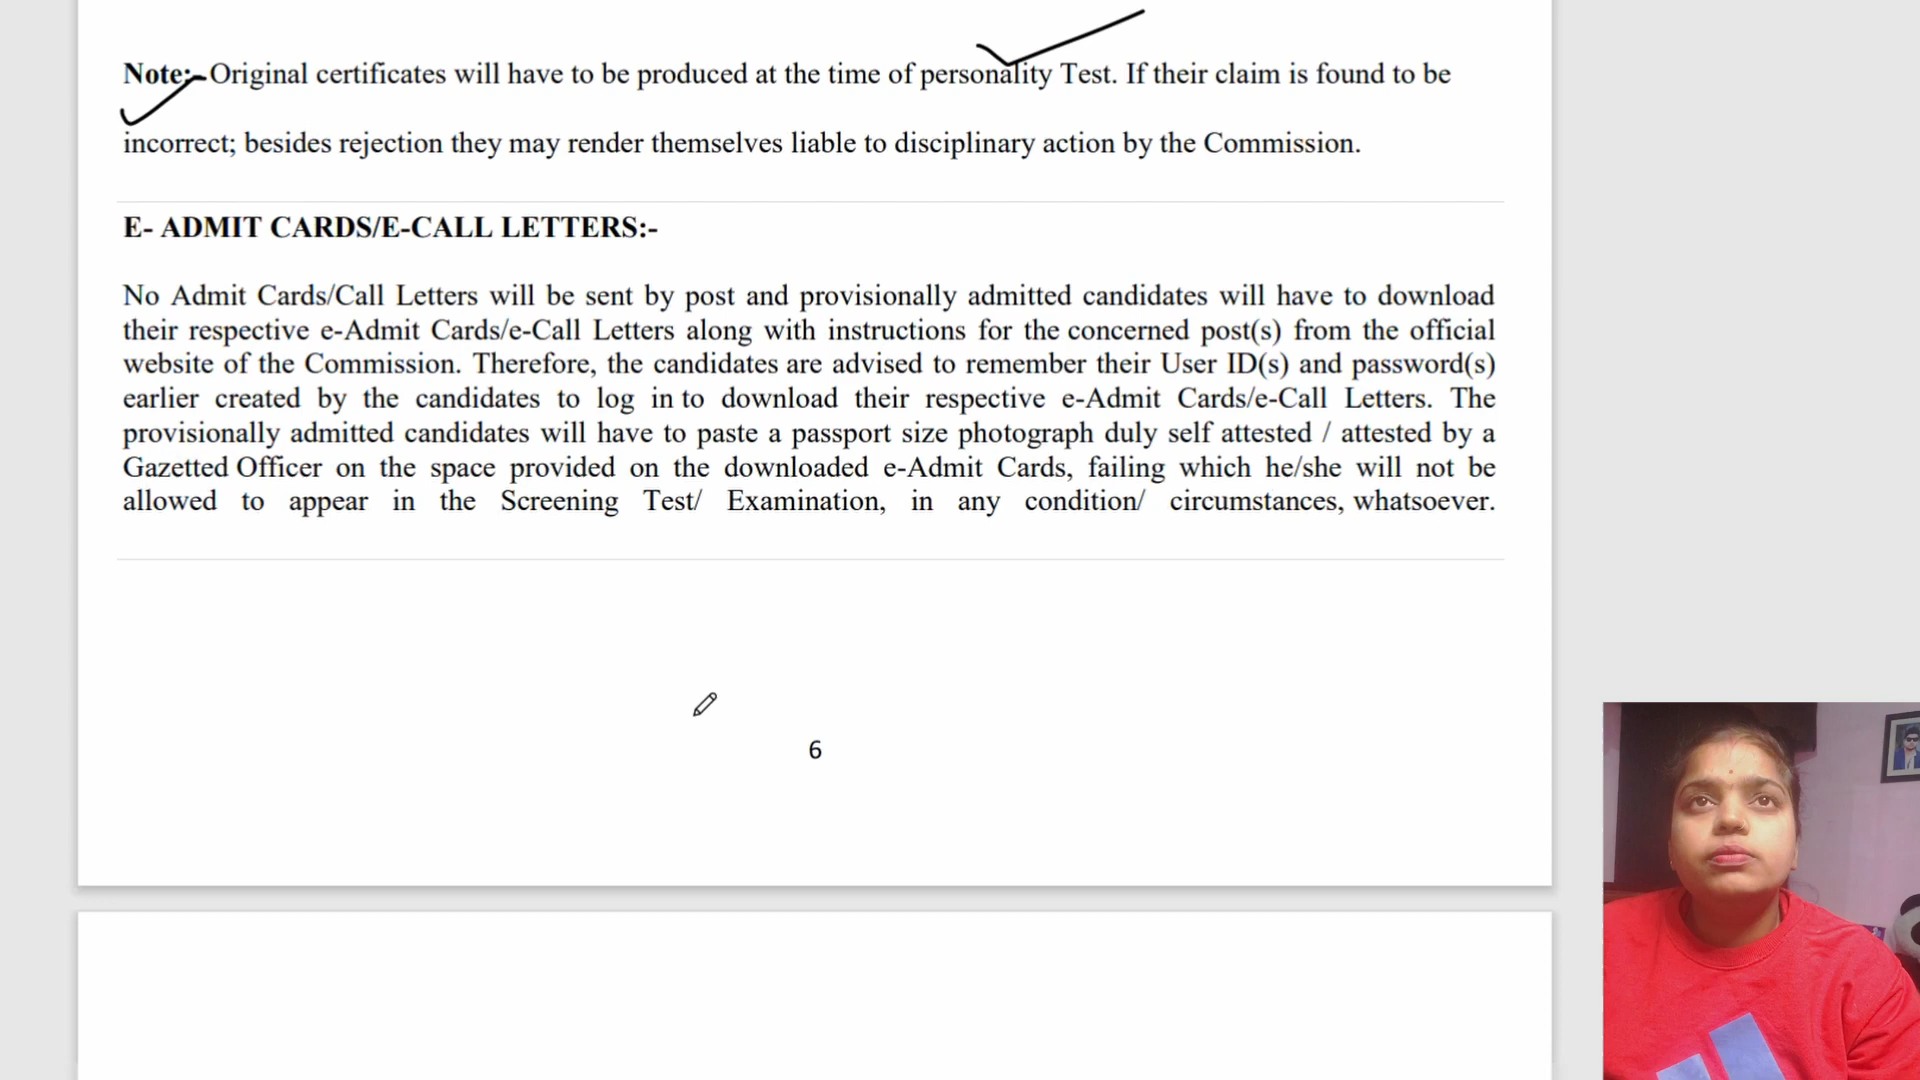 Note:- Original certificates will have to be produced at the time of personality Test. If their claim is found to be
incorrect; besides rejection they may render themselves liable to disciplinary action by the Commission.
E- ADMIT CARDS/E-CALL LETTERS:-
No Admit Cards/Call Letters will be sent by post and provisionally admitted candidates will have to download
their respective e-Admit Cards/e-Call Letters along with instructions for the concerned post(s) from the official
website of the Commission. Therefore, the candidates are advised to remember their User ID(s) and password(s)
earlier created by the candidates to log in to download their respective e-Admit Cards/e-Call Letters. The
provisionally admitted candidates will have to paste a passport size photograph duly self attested / attested by a
Gazetted Officer on the space provided on the downloaded e-Admit Cards, failing which he/she will not be
allowed to appear in the Screening Test/ Examination, in any condition/ circumstances, whatsoever.
6